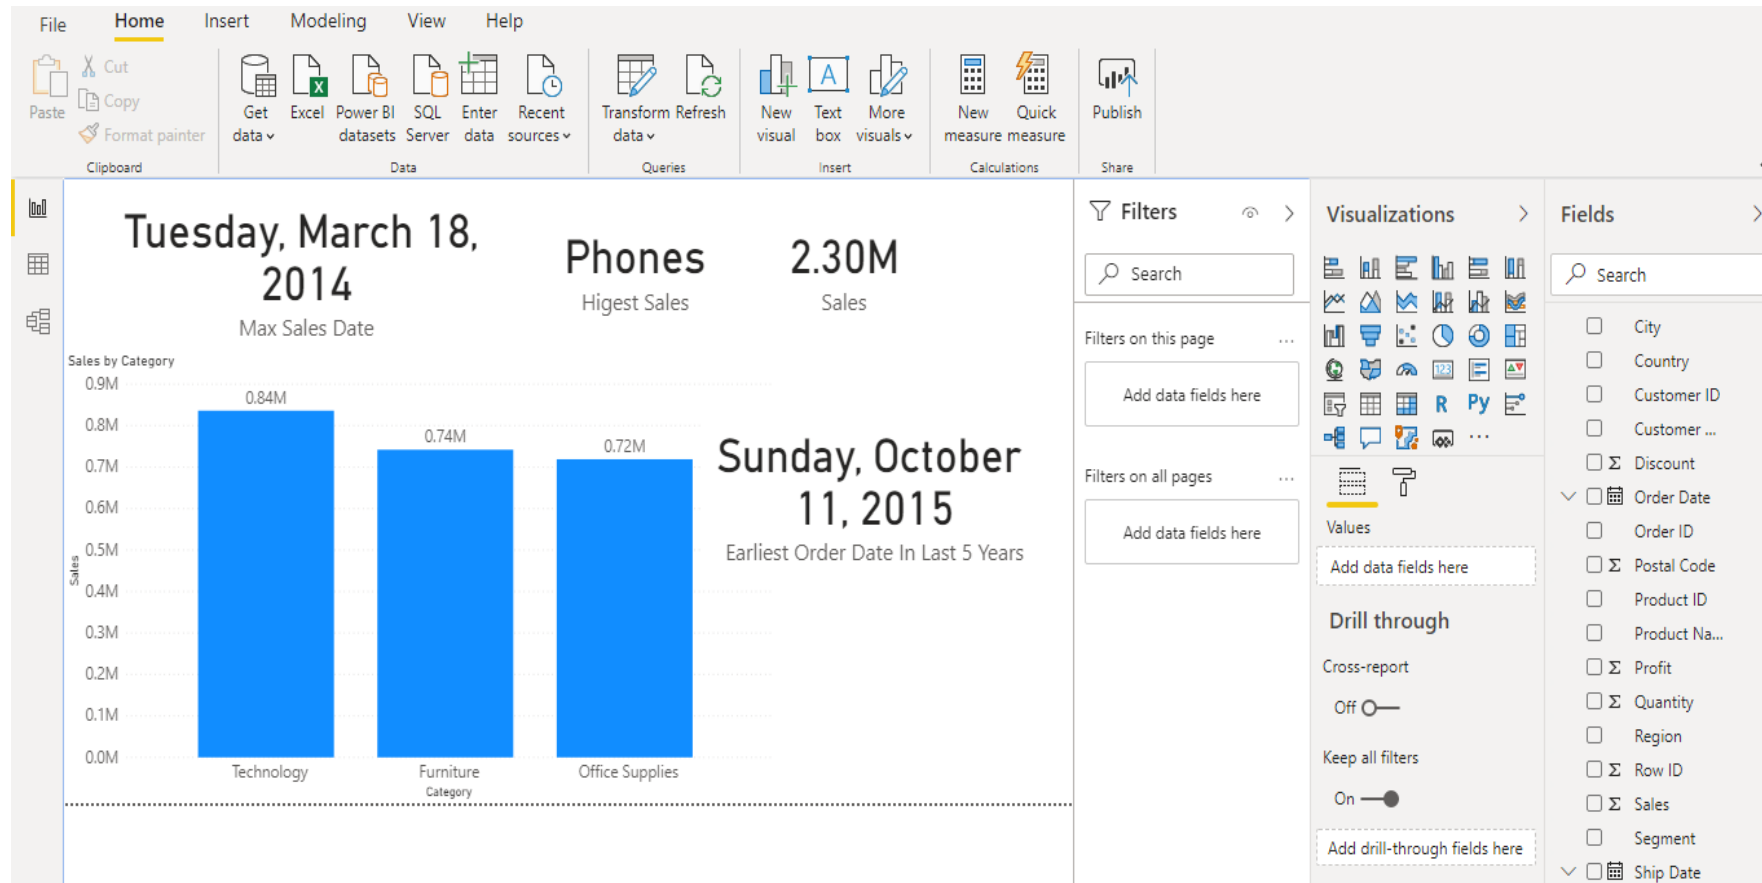 File Home Insert Modeling View Help
Paste
Cut
Copy
Format painter
Clipboard
Get data
Excel
Power BI datasets
SQL Server
Enter data
Recent sources
Data
Transform data
Refresh
Queries
New visual
Text box
More visuals
Insert
New measure
Quick measure
Calculations
Publish
Share
Tuesday, March 18,
2014
Max Sales Date
Phones
Higest Sales
2.30M
Sales
Sales by Category
0.9M
0.8M
0.7M
0.6M
0.5M
0.4M
0.3M
0.2M
0.1M
0.0M
Sales
0.84M
0.74M
0.72M
Technology
Furniture
Office Supplies
Category
Sunday, October
11, 2015
Earliest Order Date In Last 5 Years
Filters
Search
Filters on this page
...
Add data fields here
Filters on all pages
...
Add data fields here
Visualizations
123
R
Py
...
Values
Add data fields here
Drill through
Cross-report
Off
Keep all filters
On
Add drill-through fields here
Fields
Search
City
Country
Customer ID
Customer ...
Σ Discount
Order Date
Order ID
Σ Postal Code
Product ID
Product Na...
Σ Profit
Σ Quantity
Region
Σ Row ID
Σ Sales
Segment
Ship Date